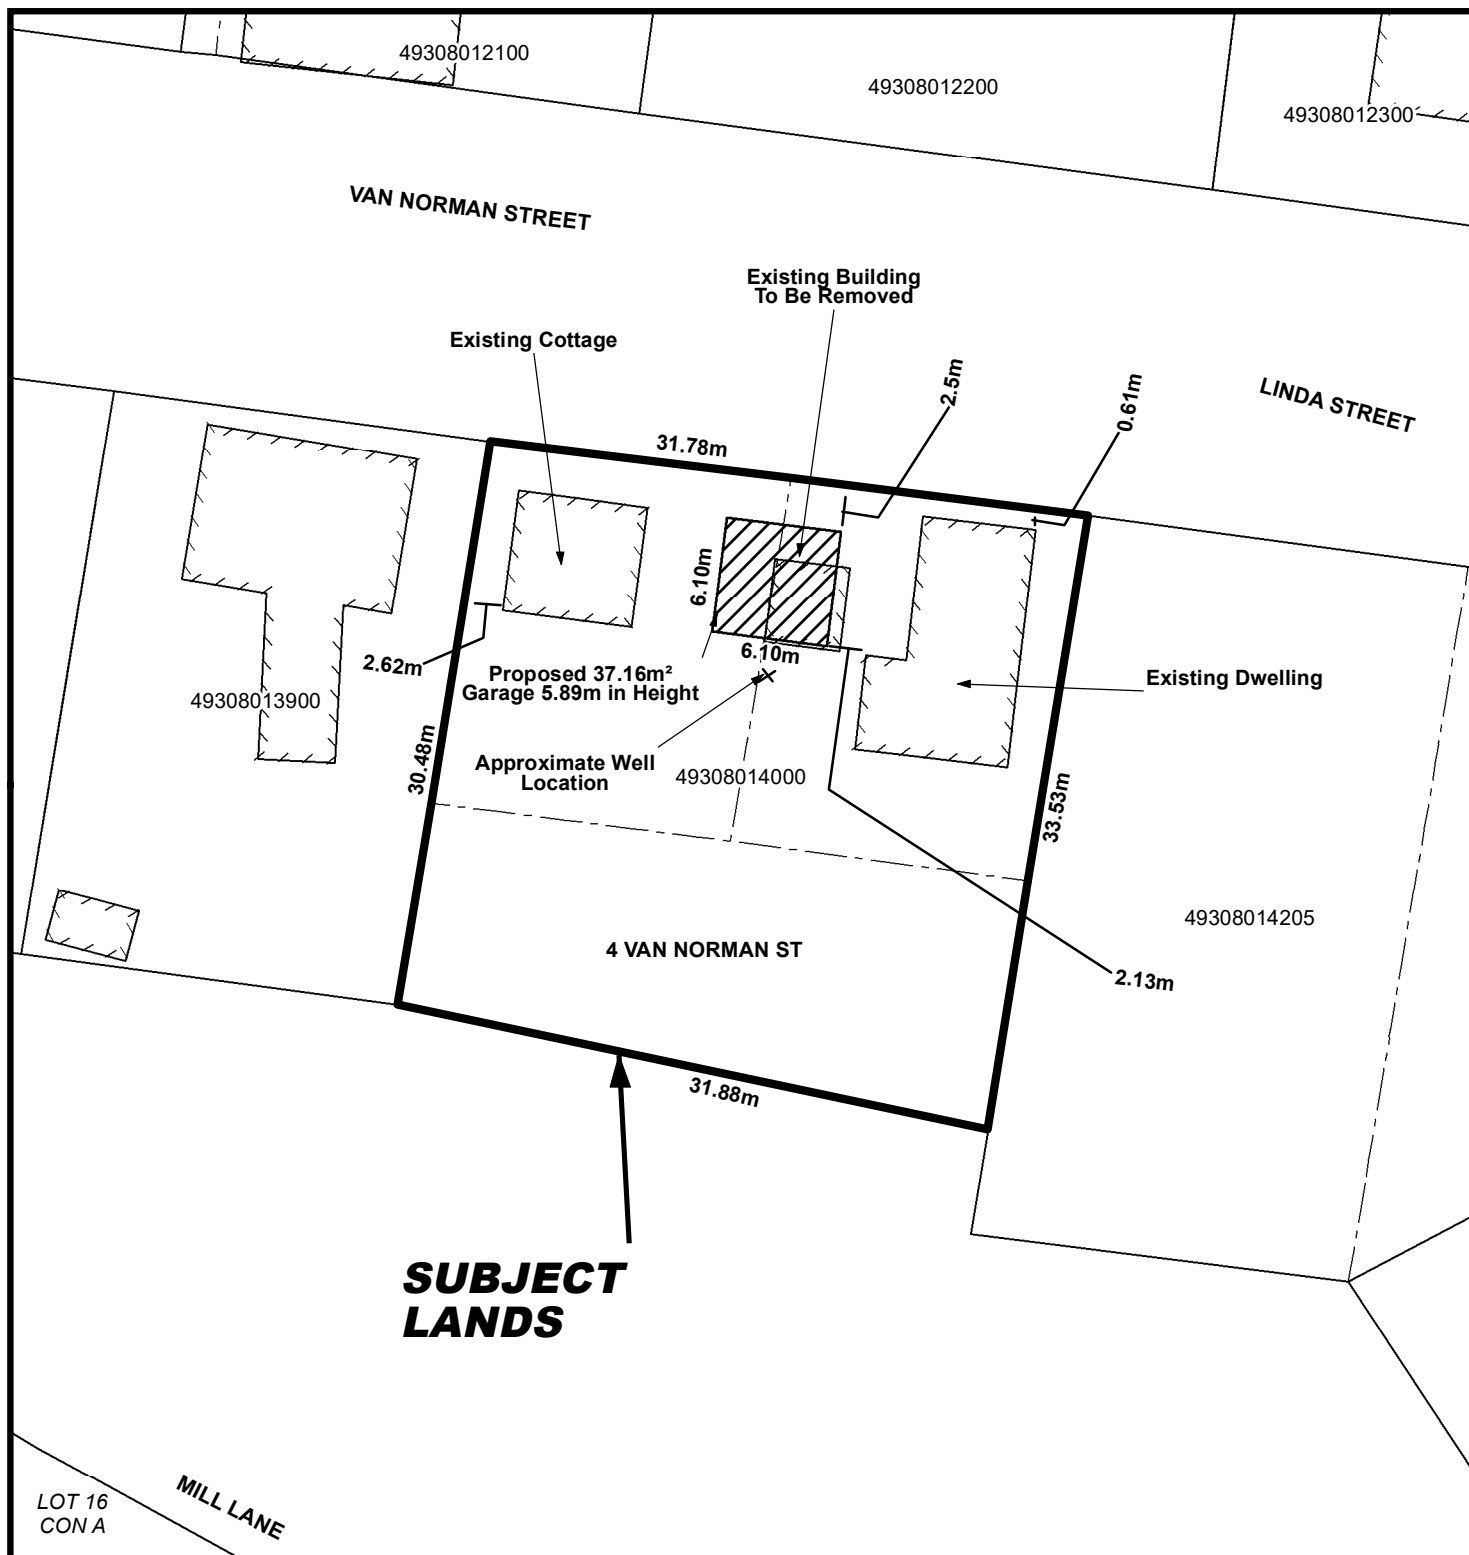 49308012100
49308012200
49308012300
VAN NORMAN STREET
Existing Building
To Be Removed
Existing Cottage
2.5m
0.61m
LINDA STREET
31.78m
6.10m
6.10m
2.62m
Proposed 37.16m²
Garage 5.89m in Height
Existing Dwelling
49308013900
30.48m
Approximate Well
Location
49308014000
33.53m
49308014205
4 VAN NORMAN ST
2.13m
31.88m
SUBJECT
LANDS
LOT 16
CON A
MILL LANE